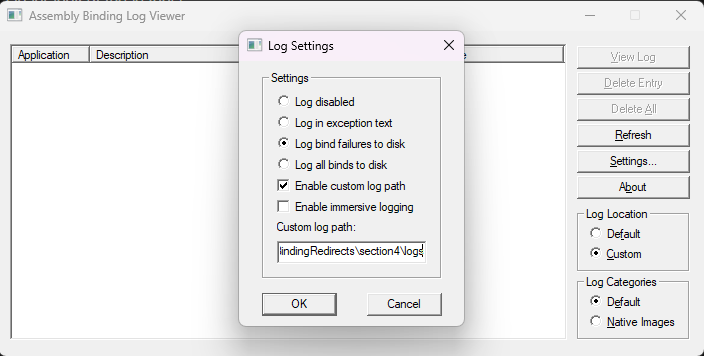 Assembly Binding Log Viewer
Log Settings
Application
Description
Settings
Log disabled
Log in exception text
Log bind failures to disk
Log all binds to disk
Enable custom log path
Enable immersive logging
Custom log path:
indingRedirects\section4\logs
OK
Cancel
View Log
Delete Entry
Delete All
Refresh
Settings...
About
Log Location
Default
Custom
Log Categories
Default
Native Images